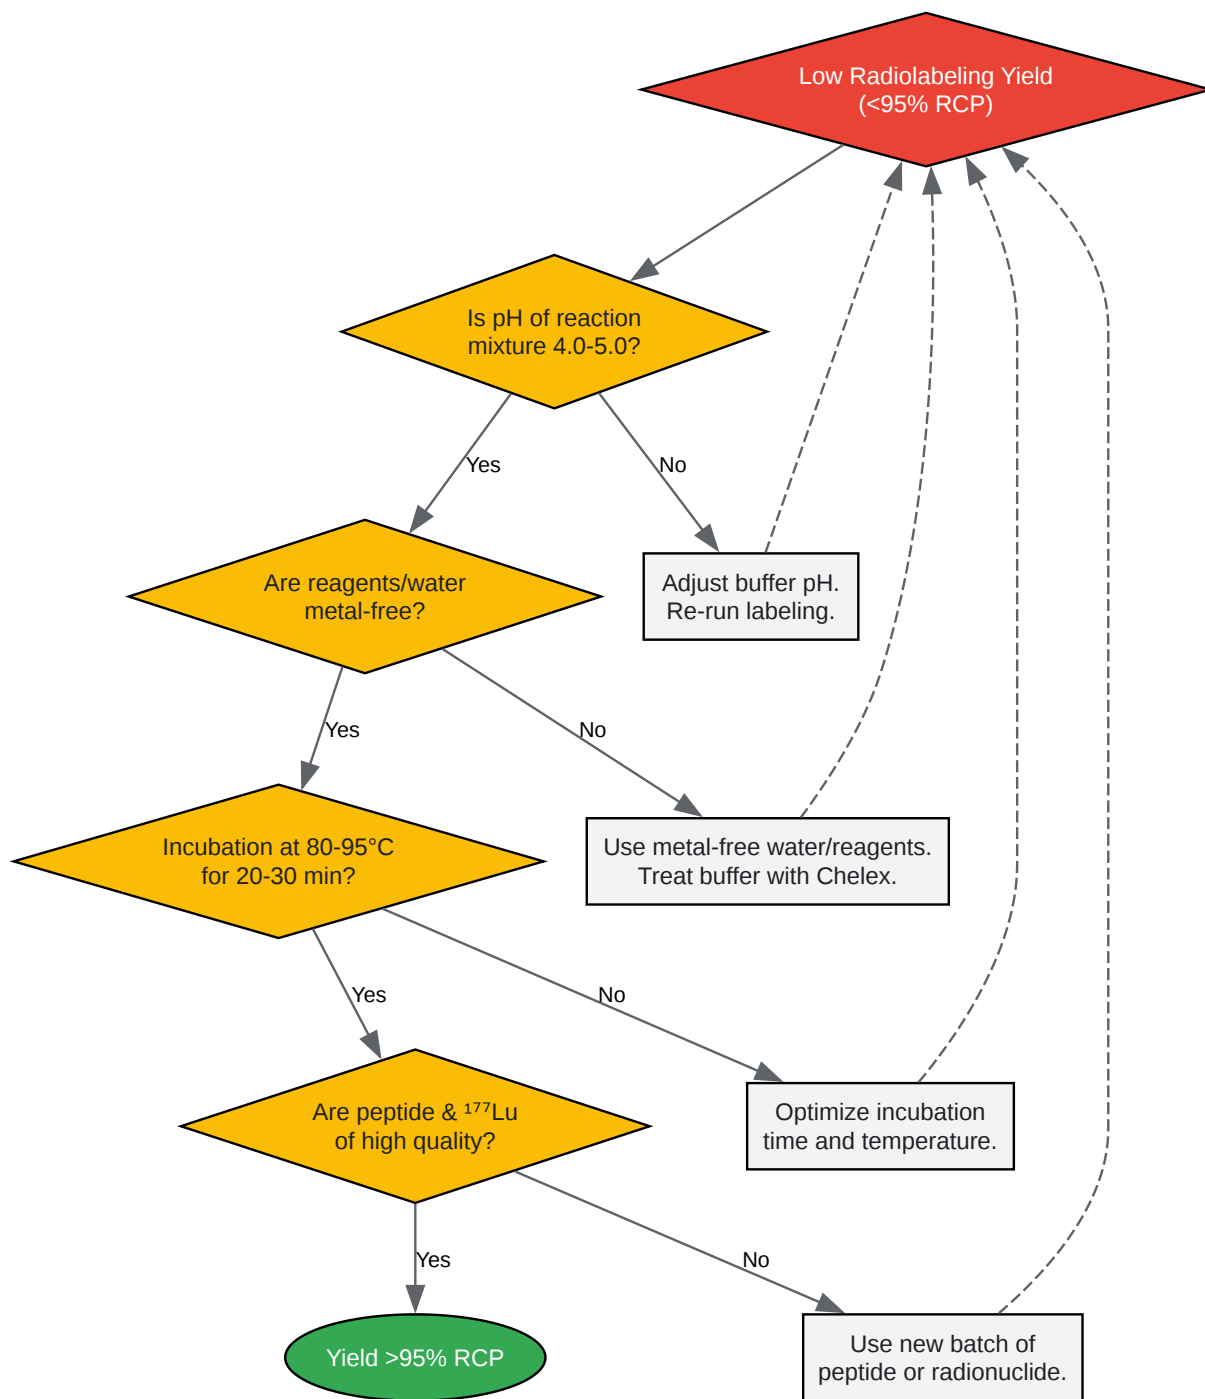 Low Radiolabeling Yield
(<95% RCP)
Is pH of reaction
mixture 4.0-5.0?
Yes
No
Are reagents/water
metal-free?
Adjust buffer pH.
Re-run labeling.
Yes
No
Incubation at 80-95°C
for 20-30 min?
Use metal-free water/reagents.
Treat buffer with Chelex.
Yes
No
Are peptide & ¹⁷⁷Lu
of high quality?
Optimize incubation
time and temperature.
Yes
No
Yield >95% RCP
Use new batch of
peptide or radionuclide.